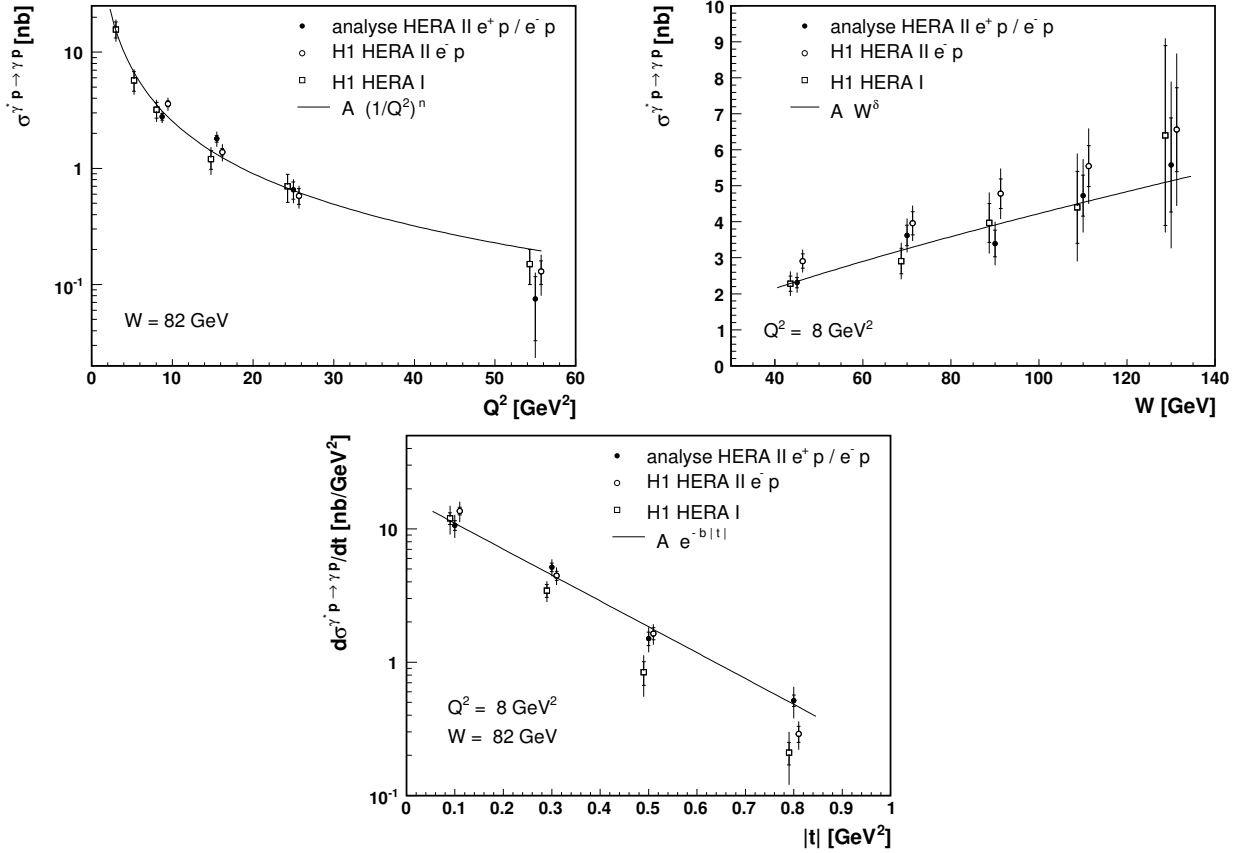 σ^{γ* p → γ p} [nb]
analyse HERA II e⁺ p / e⁻ p
H1 HERA II e⁻ p
H1 HERA I
A (1/Q²)ⁿ
10
1
10⁻¹
W = 82 GeV
0 10 20 30 40 50 60
Q² [GeV²]
σ^{γ* p → γ p} [nb]
analyse HERA II e⁺ p / e⁻ p
H1 HERA II e⁻ p
H1 HERA I
A W^δ
10
9
8
7
6
5
4
3
2
1
0
Q² = 8 GeV²
40 60 80 100 120 140
W [GeV]
dσ^{γ* p → γ p}/dt [nb/GeV²]
analyse HERA II e⁺ p / e⁻ p
H1 HERA II e⁻ p
H1 HERA I
A e^{-b|t|}
10
1
10⁻¹
Q² = 8 GeV²
W = 82 GeV
0 0.1 0.2 0.3 0.4 0.5 0.6 0.7 0.8 0.9 1
|t| [GeV²]